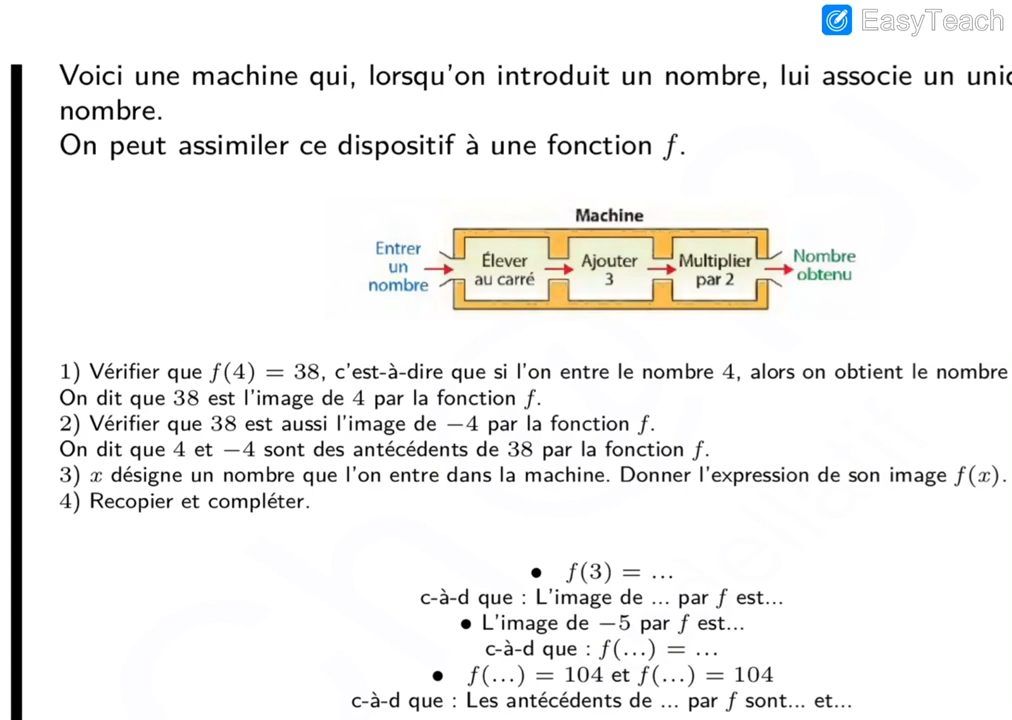 EasyTeach
Voici une machine qui, lorsqu'on introduit un nombre, lui associe un
nombre.
On peut assimiler ce dispositif à une fonction f.
Machine
Entrer
un
nombre
Élever
au carré
Ajouter
3
Multiplier
par 2
Nombre
obtenu
1) Vérifier que f(4) = 38, c'est-à-dire que si l'on entre le nombre 4, alors on obtient le nombre
On dit que 38 est l'image de 4 par la fonction f.
2) Vérifier que 38 est aussi l'image de −4 par la fonction f.
On dit que 4 et −4 sont des antécédents de 38 par la fonction f.
3) x désigne un nombre que l'on entre dans la machine. Donner l'expression de son image f(x).
4) Recopier et compléter.
• f(3) = ...
c-à-d que : L'image de ... par f est...
• L'image de −5 par f est...
c-à-d que : f(...) = ...
• f(...) = 104 et f(...) = 104
c-à-d que : Les antécédents de ... par f sont... et...